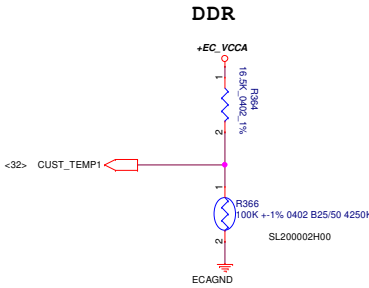 DDR
+EC_VCCA
1
R364
16.5K_0402_1%
2
<32> CUST_TEMP1
1
R366
100K +-1% 0402 B25/50 4250K
2
SL200002H00
ECAGND